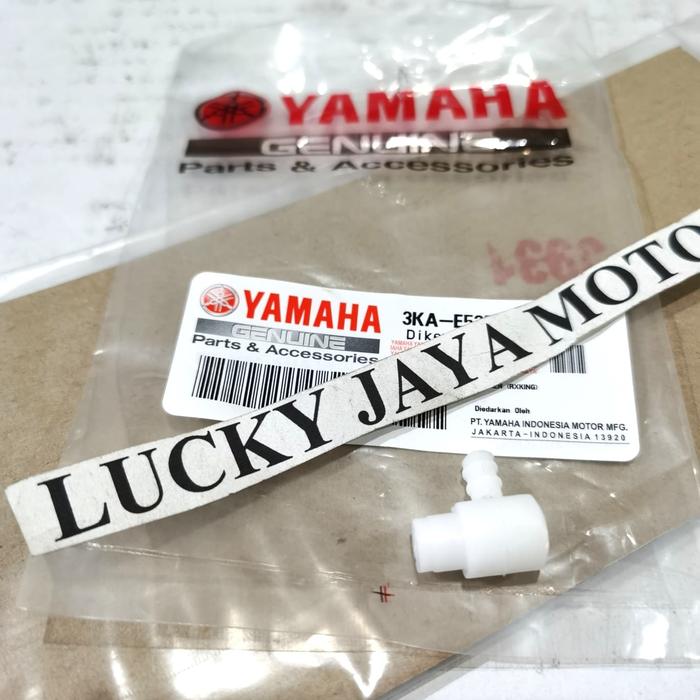 YAMAHA
GENUINE
Parts & Accessories
YAMAHA
GENUINE
Parts & Accessories
3KA-E
(RXKING)
Diedarkan Oleh
PT. YAMAHA INDONESIA MOTOR MFG.
JAKARTA-INDONESIA 13920
LUCKY JAYA MOTO